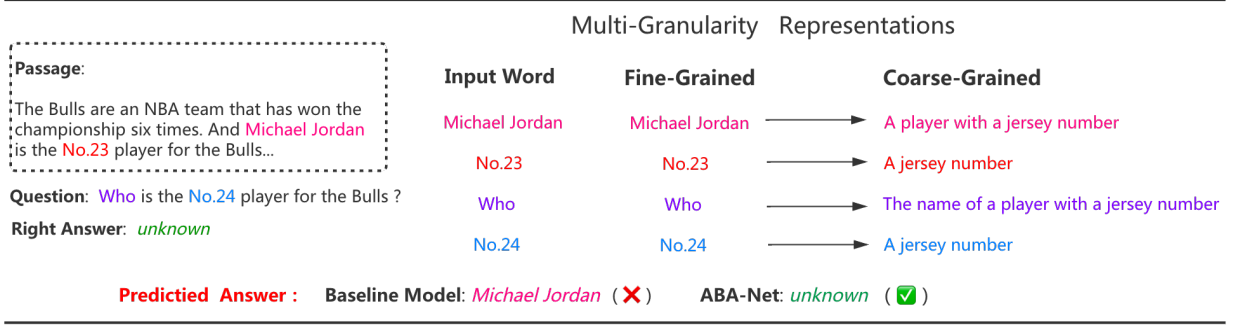 Multi-Granularity Representations
Passage:
The Bulls are an NBA team that has won the
championship six times. And Michael Jordan
is the No.23 player for the Bulls...
Question: Who is the No.24 player for the Bulls ?
Right Answer: unknown
Input Word Fine-Grained Coarse-Grained
Michael Jordan Michael Jordan A player with a jersey number
No.23 No.23 A jersey number
Who Who The name of a player with a jersey number
No.24 No.24 A jersey number
Predictied Answer : Baseline Model: Michael Jordan (❌) ABA-Net: unknown (✅)